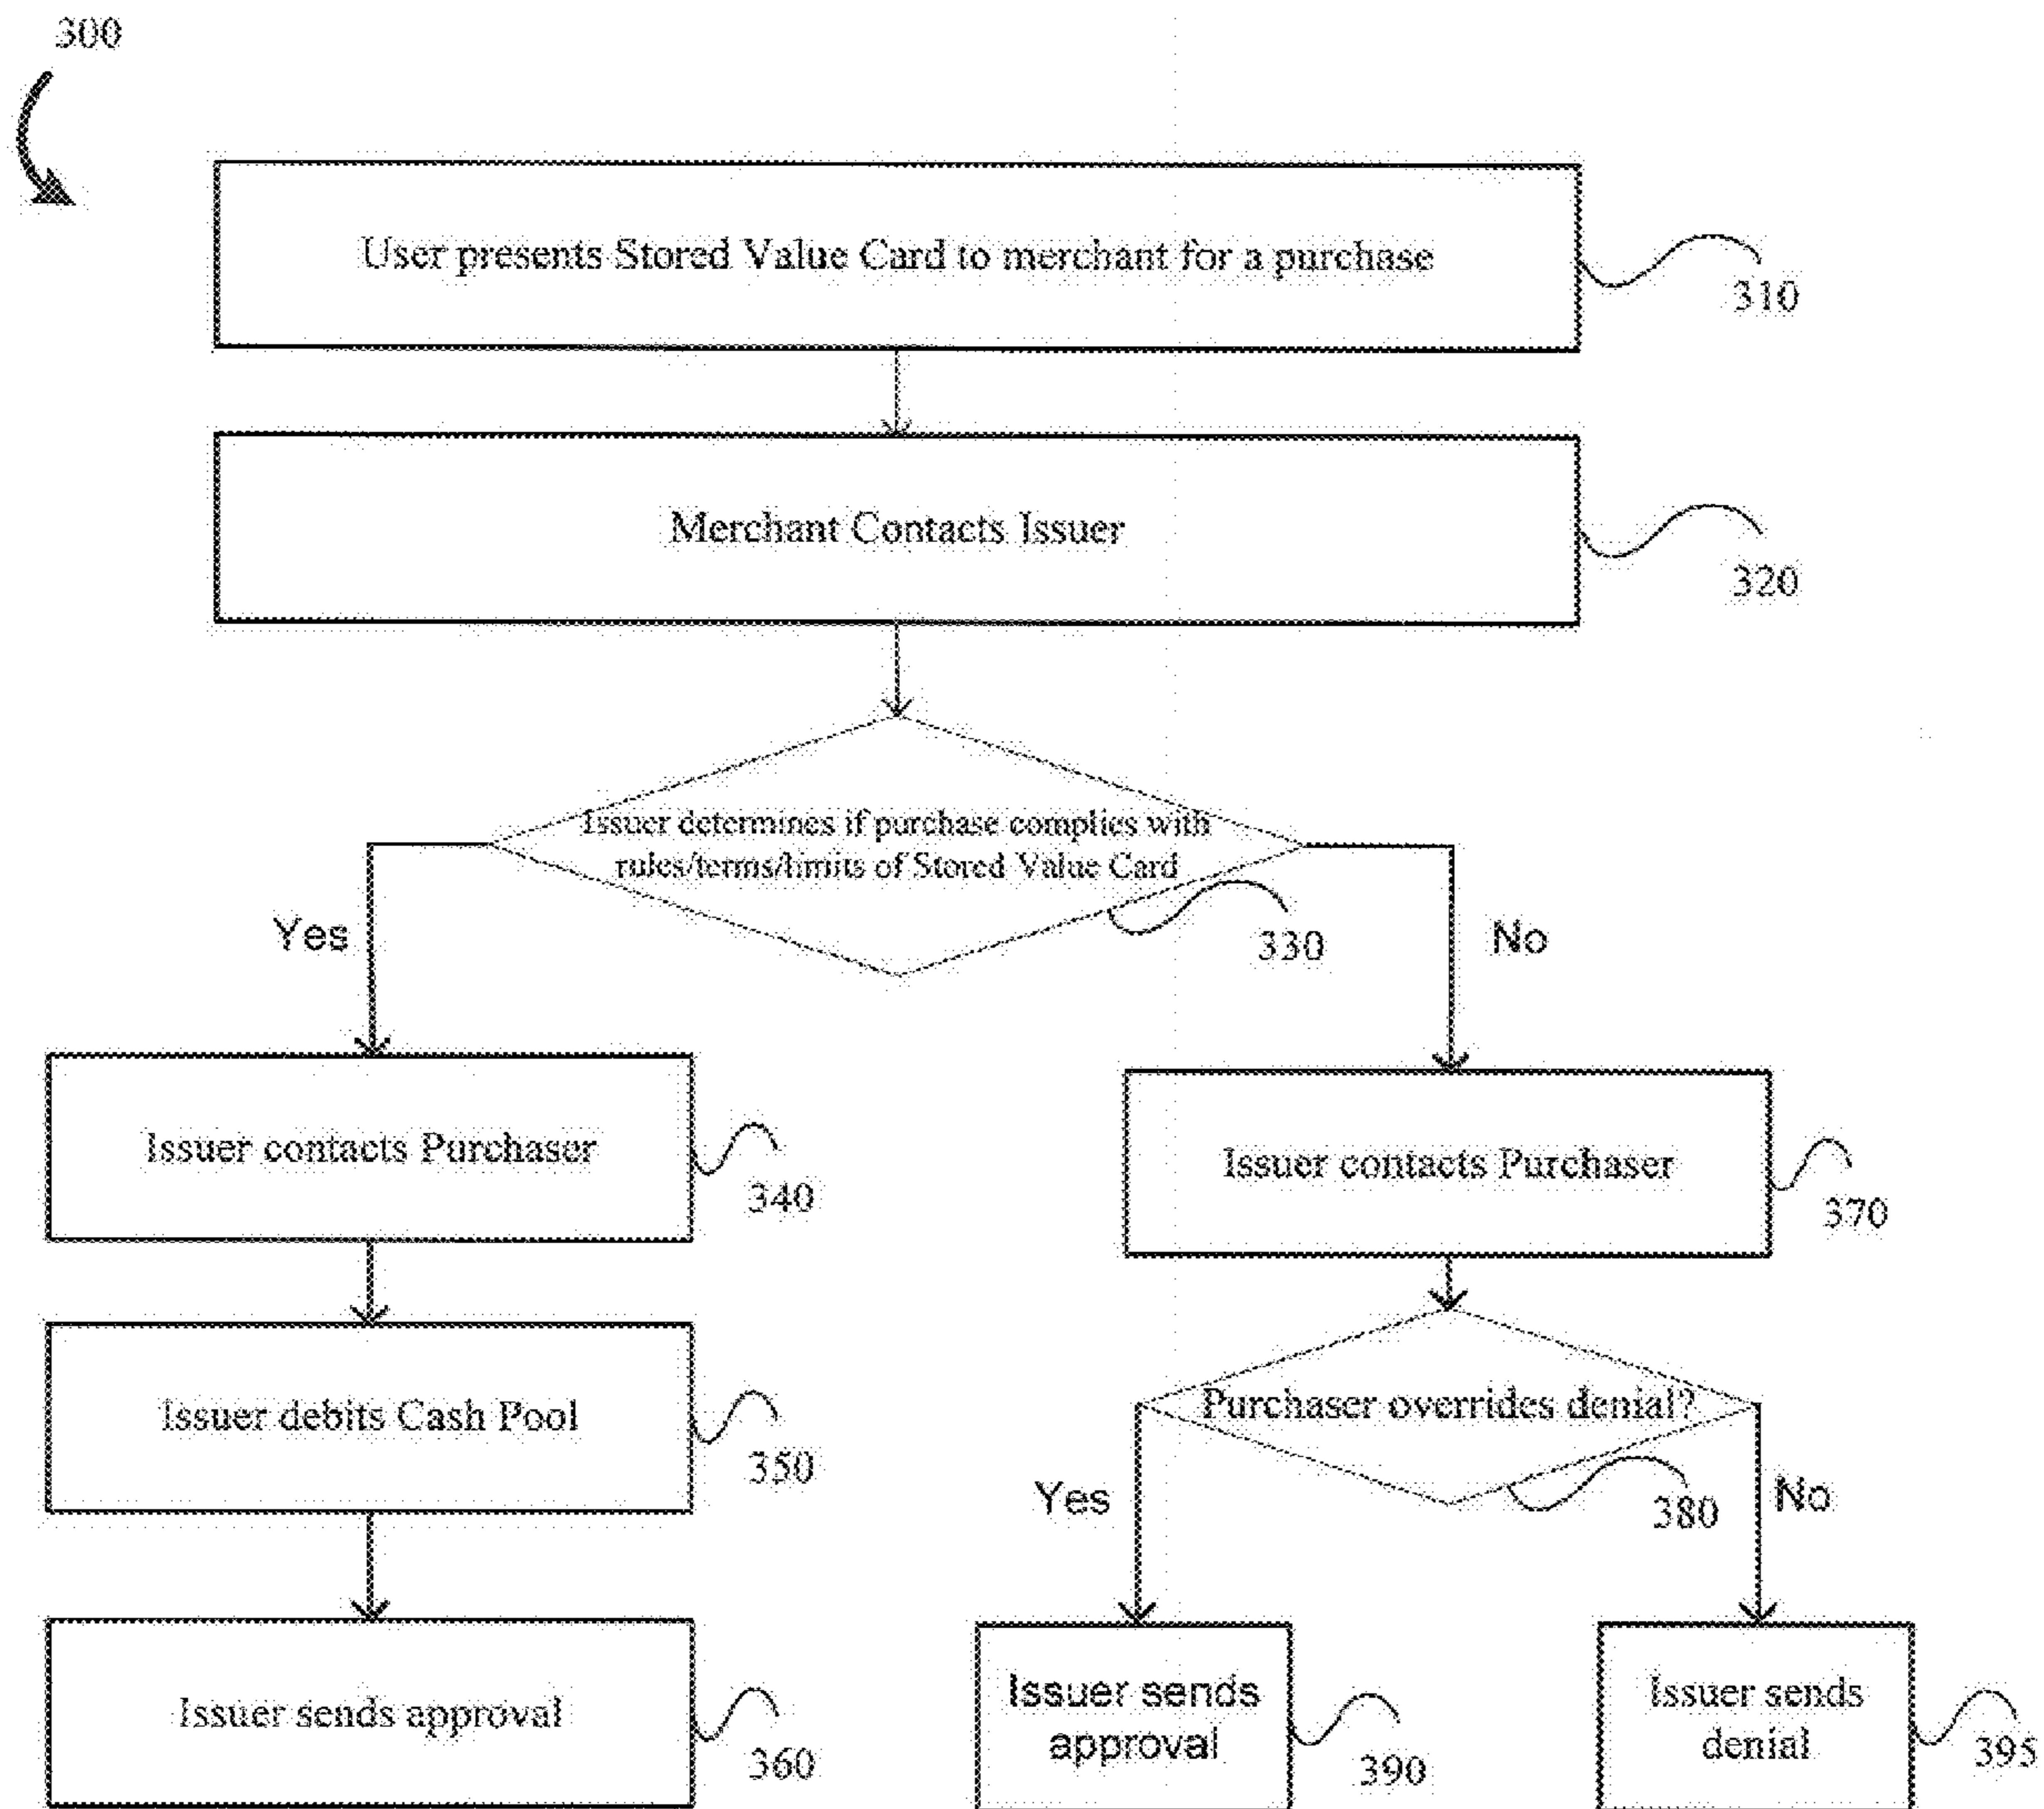 300
User presents Stored Value Card to merchant for a purchase
310
Merchant Contacts Issuer
320
Issuer determines if purchase complies with
rules/terms/limits of Stored Value Card
330
Yes
No
Issuer contacts Purchaser
340
Issuer contacts Purchaser
370
Issuer debits Cash Pool
350
Purchaser overrides denial?
380
Yes
No
Issuer sends approval
360
Issuer sends
approval
390
Issuer sends
denial
395